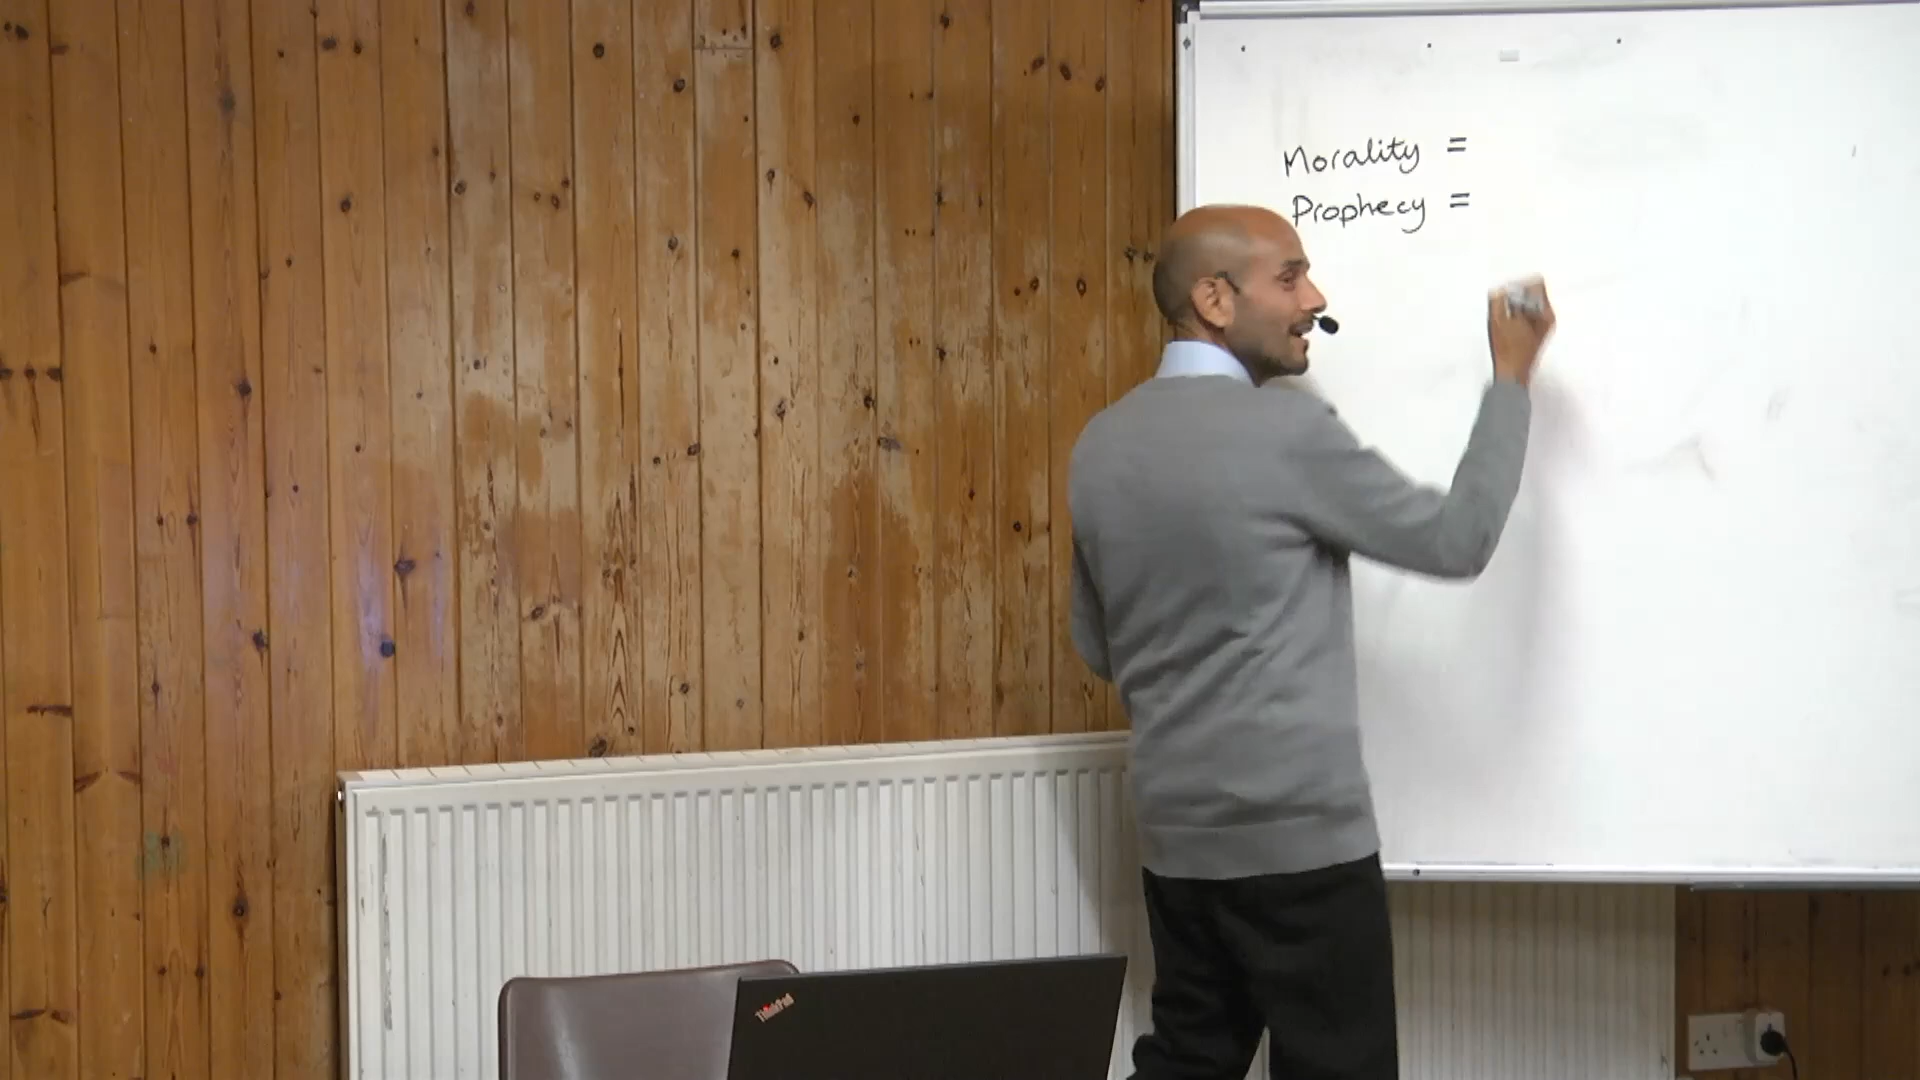 Morality =
Prophecy =
ThinkPad